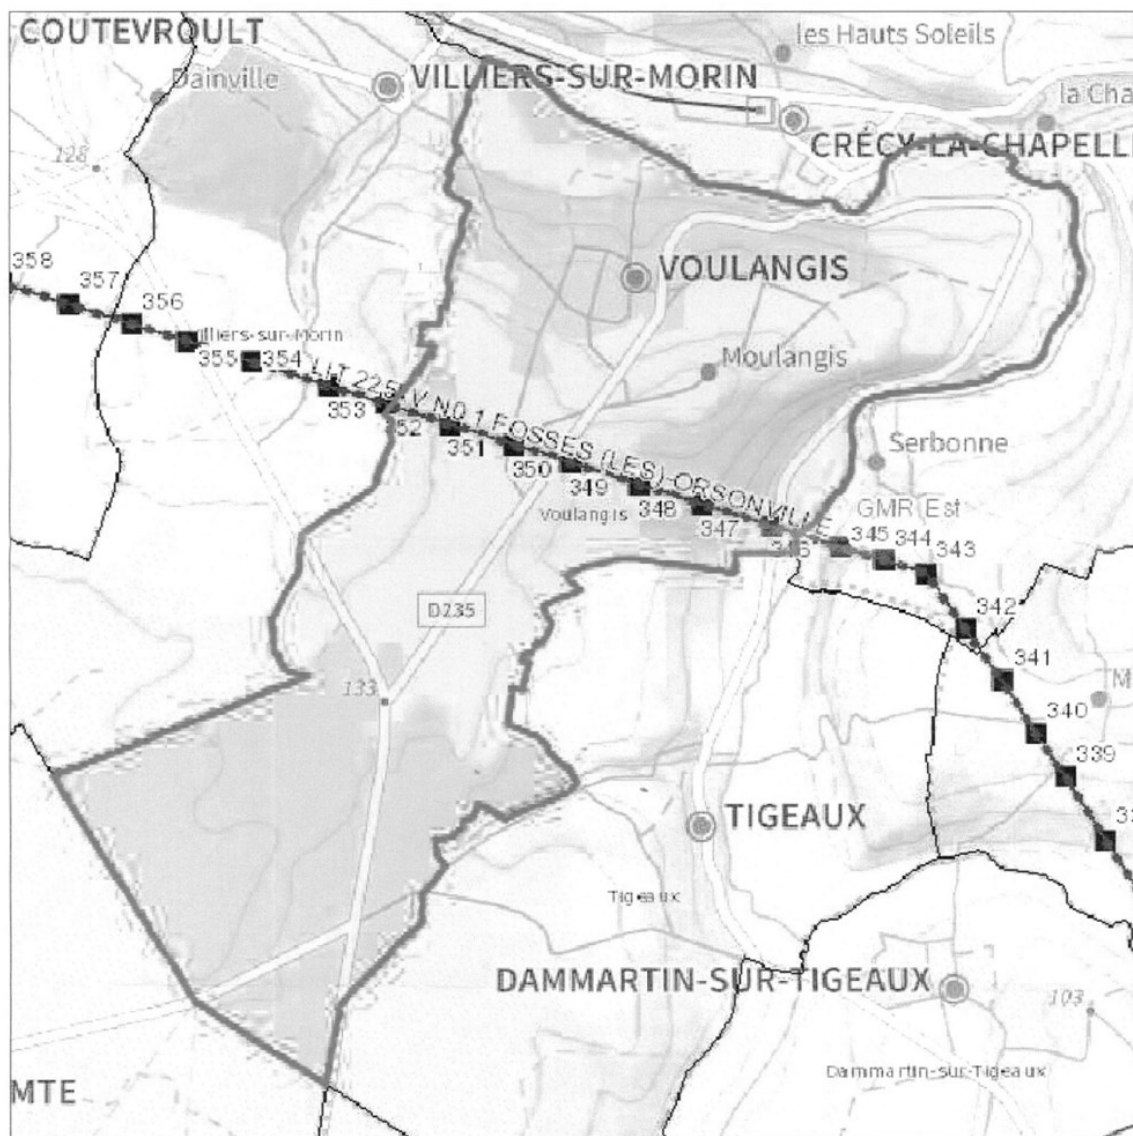 COUTEVROULT
les Hauts Soleils
Dainville
VILLIERS-SUR-MORIN
la Cha
128
CRÉCY-LA-CHAPELL
358
357
356
VOULANGIS
illiers-sur-Morin
355
354
Moulangis
353
LIT 225
N0 1 FOSSES (LES)-ORSONVILLE
52
351
350
349
348
347
346
Serbonne
Voulangis
GMR Est
345
344
343
D235
342
341
133
M
340
339
33
TIGEAUX
Tigeaux
DAMMARTIN-SUR-TIGEAUX
103
Dammartin-sur-Tigeaux
MTE